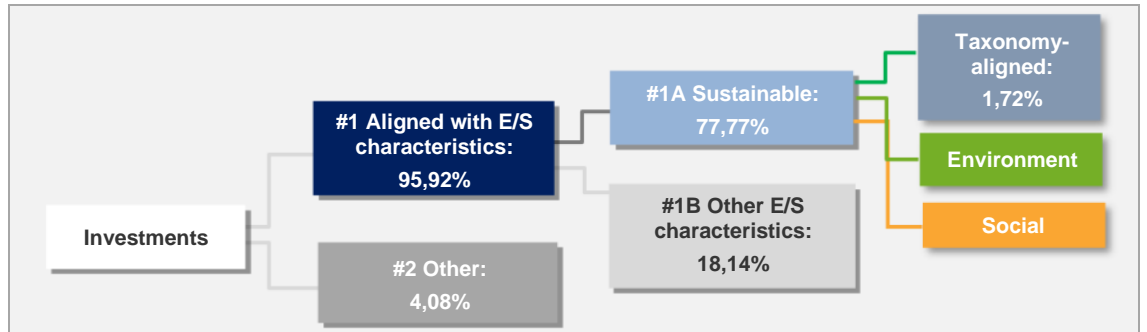 Investments
#1 Aligned with E/S
characteristics:
95,92%
#2 Other:
4,08%
#1A Sustainable:
77,77%
#1B Other E/S
characteristics:
18,14%
Taxonomy-
aligned:
1,72%
Environment
Social